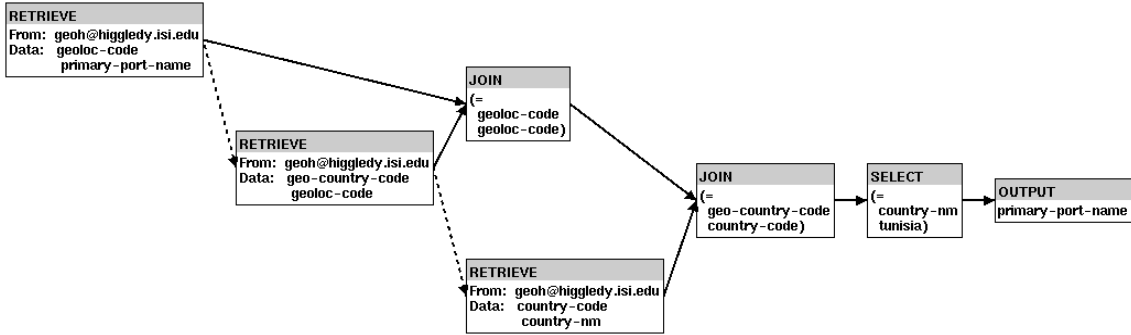 RETRIEVE
From: geoh@higgledy.isi.edu
Data: geoloc-code
primary-port-name
RETRIEVE
From: geoh@higgledy.isi.edu
Data: geo-country-code
geoloc-code
JOIN
(=
geoloc-code
geoloc-code)
RETRIEVE
From: geoh@higgledy.isi.edu
Data: country-code
country-nm
JOIN
(=
geo-country-code
country-code)
SELECT
(=
country-nm
tunisia)
OUTPUT
primary-port-name